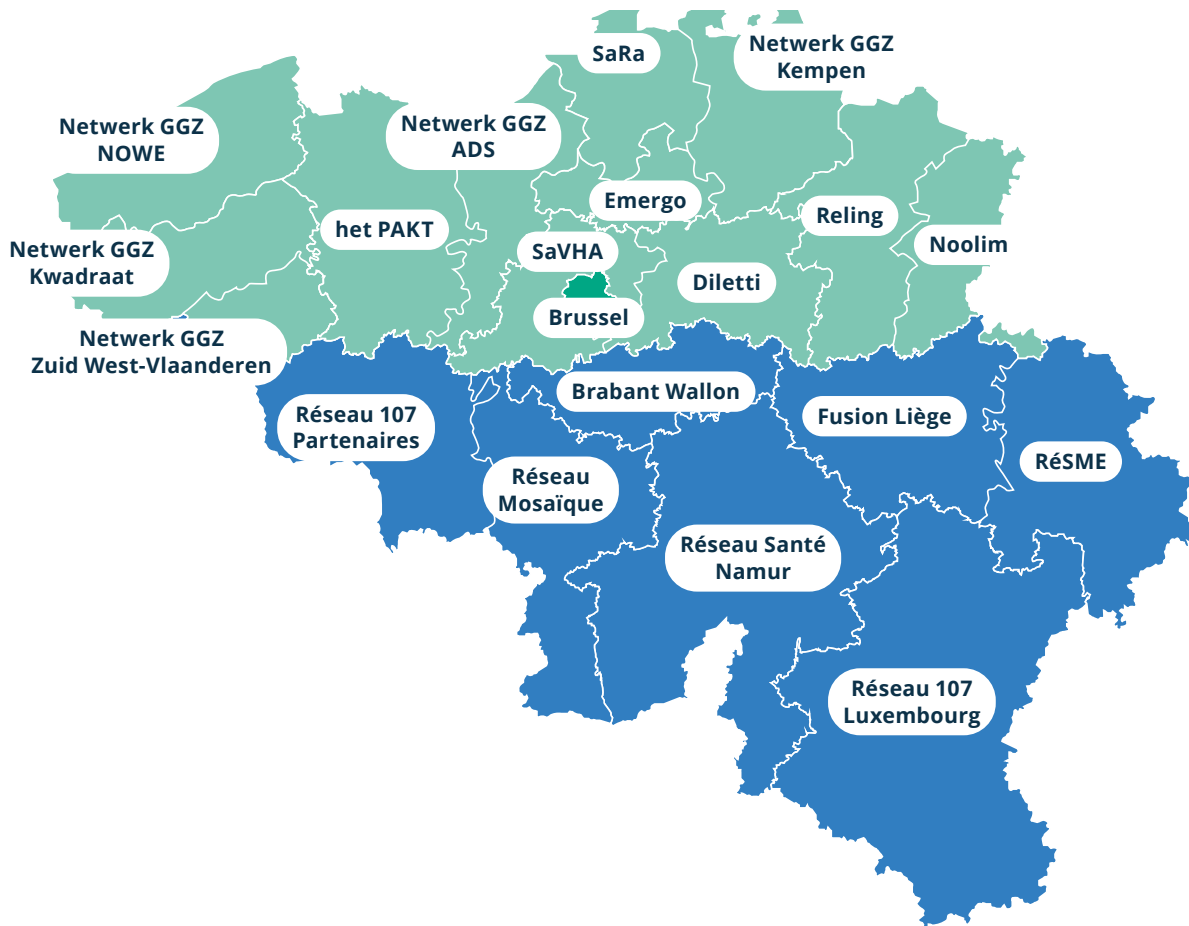 SaRa
Netwerk GGZ
Kempen
Netwerk GGZ
NOWE
Netwerk GGZ
ADS
Emergo
het PAKT
Reling
Netwerk GGZ
Kwadraat
SaVHA
Noolim
Diletti
Brussel
Netwerk GGZ
Zuid West-Vlaanderen
Brabant Wallon
Réseau 107
Partenaires
Fusion Liège
RéSME
Réseau
Mosaïque
Réseau Santé
Namur
Réseau 107
Luxembourg